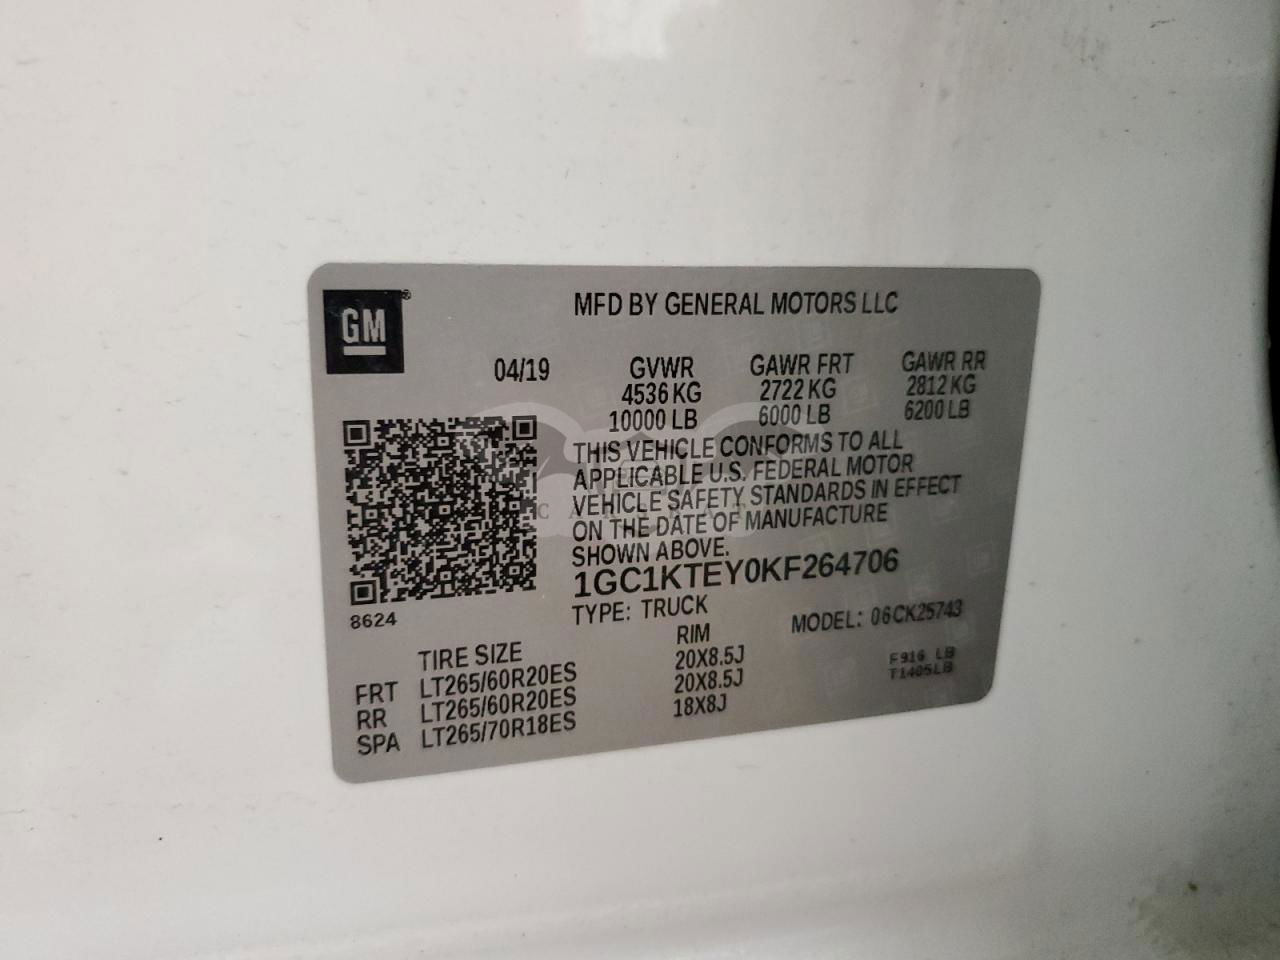 GM®
MFD BY GENERAL MOTORS LLC
04/19 GVWR GAWR FRT GAWR RR
4536 KG 2722 KG 2812 KG
10000 LB 6000 LB 6200 LB
THIS VEHICLE CONFORMS TO ALL
APPLICABLE U.S. FEDERAL MOTOR
VEHICLE SAFETY STANDARDS IN EFFECT
ON THE DATE OF MANUFACTURE
SHOWN ABOVE.
1GC1KTEY0KF264706
8624
TYPE: TRUCK MODEL: 06CK25743
TIRE SIZE RIM
FRT LT265/60R20ES 20X8.5J
RR LT265/60R20ES 20X8.5J
SPA LT265/70R18ES 18X8J
F916 LB
T1405LB